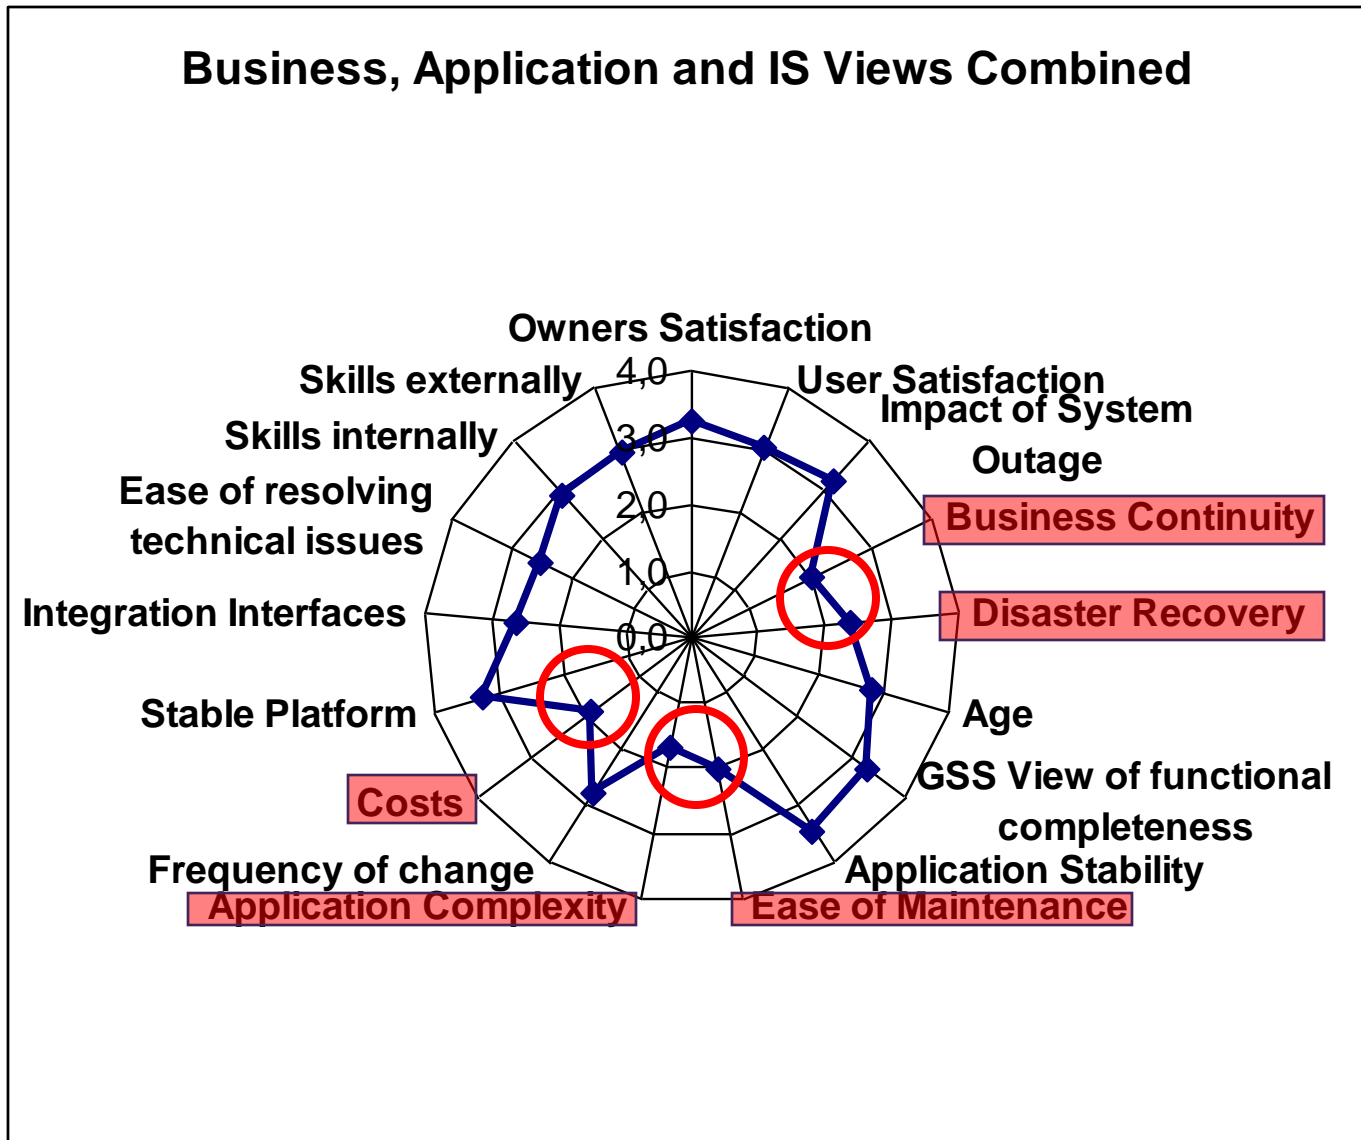 Business, Application and IS Views Combined
Owners Satisfaction
4,0
Skills externally
User Satisfaction
Impact of System
Outage
Skills internally
3,0
Ease of resolving
technical issues
2,0
Business Continuity
1,0
Integration Interfaces
Disaster Recovery
0,0
Stable Platform
Age
GSS View of functional
completeness
Costs
Frequency of change
Application Stability
Application Complexity
Ease of Maintenance